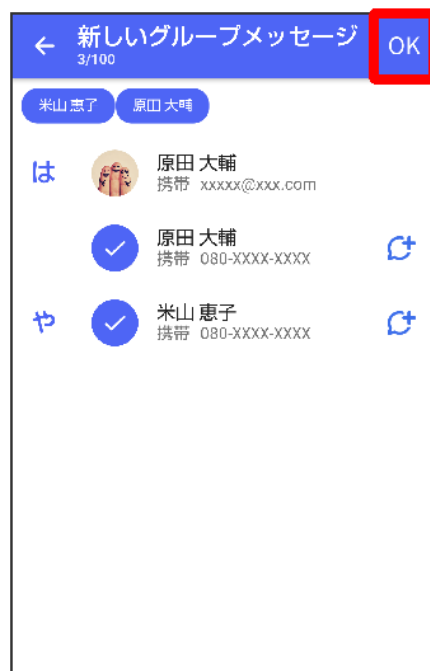 新しいグループメッセージ
3/100
OK
米山 恵子
原田 大輔
は
原田 大輔
携帯 xxxxx@xxx.com
原田 大輔
携帯 080-XXXX-XXXX
や
米山 恵子
携帯 080-XXXX-XXXX